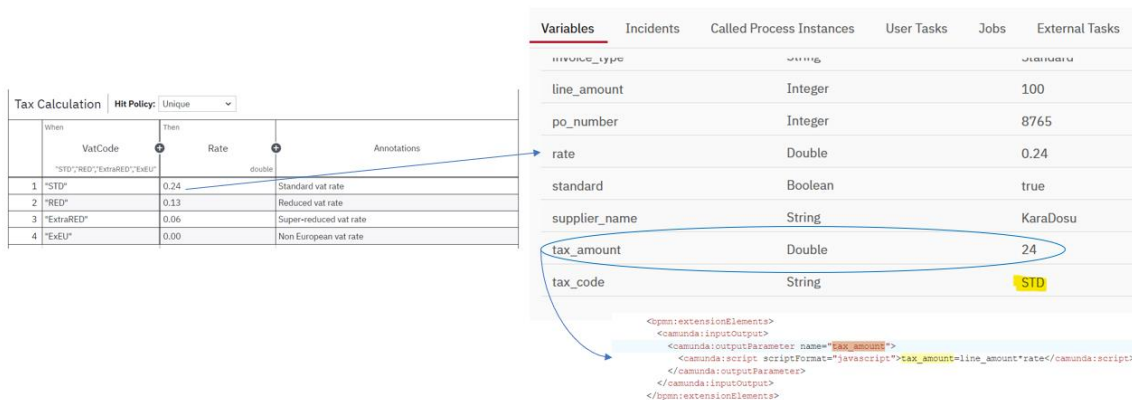 Tax Calculation Hit Policy: Unique
When Then
VatCode Rate Annotations
"STD","RED","ExtraRED","ExEU" double
1 "STD" 0.24 Standard vat rate
2 "RED" 0.13 Reduced vat rate
3 "ExtraRED" 0.06 Super-reduced vat rate
4 "ExEU" 0.00 Non European vat rate
Variables Incidents Called Process Instances User Tasks Jobs External Tasks
invoice_type String Standard
line_amount Integer 100
po_number Integer 8765
rate Double 0.24
standard Boolean true
supplier_name String KaraDosu
tax_amount Double 24
tax_code String STD
<bpmn:extensionElements>
<camunda:inputOutput>
<camunda:outputParameter name="tax_amount">
<camunda:script scriptFormat="javascript">tax_amount=line_amount*rate</camunda:script>
</camunda:outputParameter>
</camunda:inputOutput>
</bpmn:extensionElements>